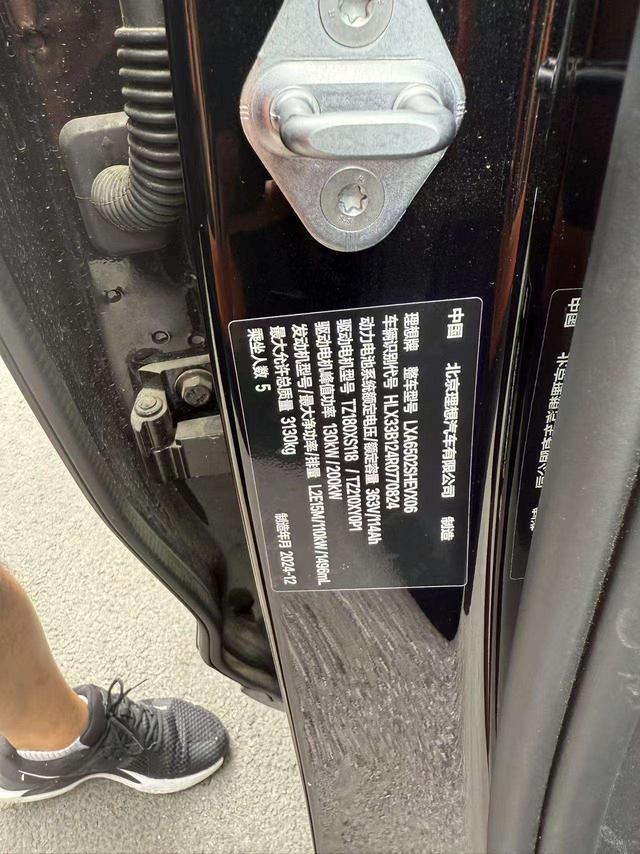 中国 北京理想汽车有限公司 制造
理想牌 整车型号 LXA6502SHEVX06
车辆识别代号 HLX33B124R0770824
动力电池系统额定电压/额定容量 363V/114Ah
驱动电机型号 TZ180XS118 / TZ210XY0P1
驱动电机峰值功率 130kW / 200kW
发动机型号/最大净功率/排量 L2E15M/110kW/1496mL
最大允许总质量 3130kg
乘坐人数 5 制造年月 2024-12